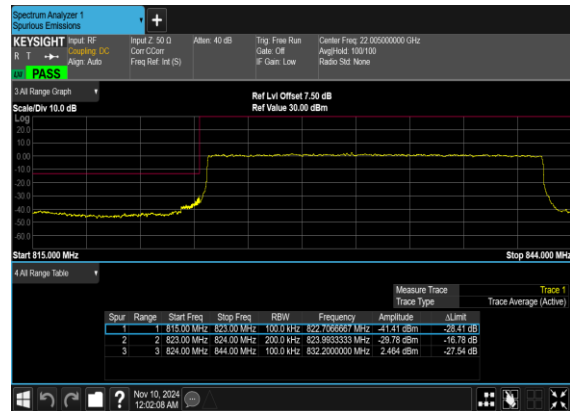 Spectrum Analyzer 1
Spurious Emissions
+
KEYSIGHT Input: RF Input Z: 50 Ω Atten: 40 dB Trig: Free Run Center Freq: 22.005000000 GHz
R T Coupling: DC Corr CCorr Gate: Off Avg|Hold: 100/100
Align: Auto Freq Ref: Int (S) IF Gain: Low Radio Std: None
PASS
3 All Range Graph
Ref Lvl Offset 7.50 dB
Scale/Div 10.0 dB Ref Value 30.00 dBm
Log
20.0
10.0
0.00
-10.0
-20.0
-30.0
-40.0
-50.0
-60.0
Start 815.000 MHz Stop 844.000 MHz
4 All Range Table
Measure Trace Trace 1
Trace Type Trace Average (Active)
Spur Range Start Freq Stop Freq RBW Frequency Amplitude ΔLimit
1 1 815.00 MHz 823.00 MHz 100.0 kHz 822.7066667 MHz -41.41 dBm -28.41 dB
2 2 823.00 MHz 824.00 MHz 200.0 kHz 823.9933333 MHz -29.78 dBm -16.78 dB
3 3 824.00 MHz 844.00 MHz 100.0 kHz 832.2000000 MHz 2.464 dBm -27.54 dB
?
Nov 10, 2024
12:02:08 AM